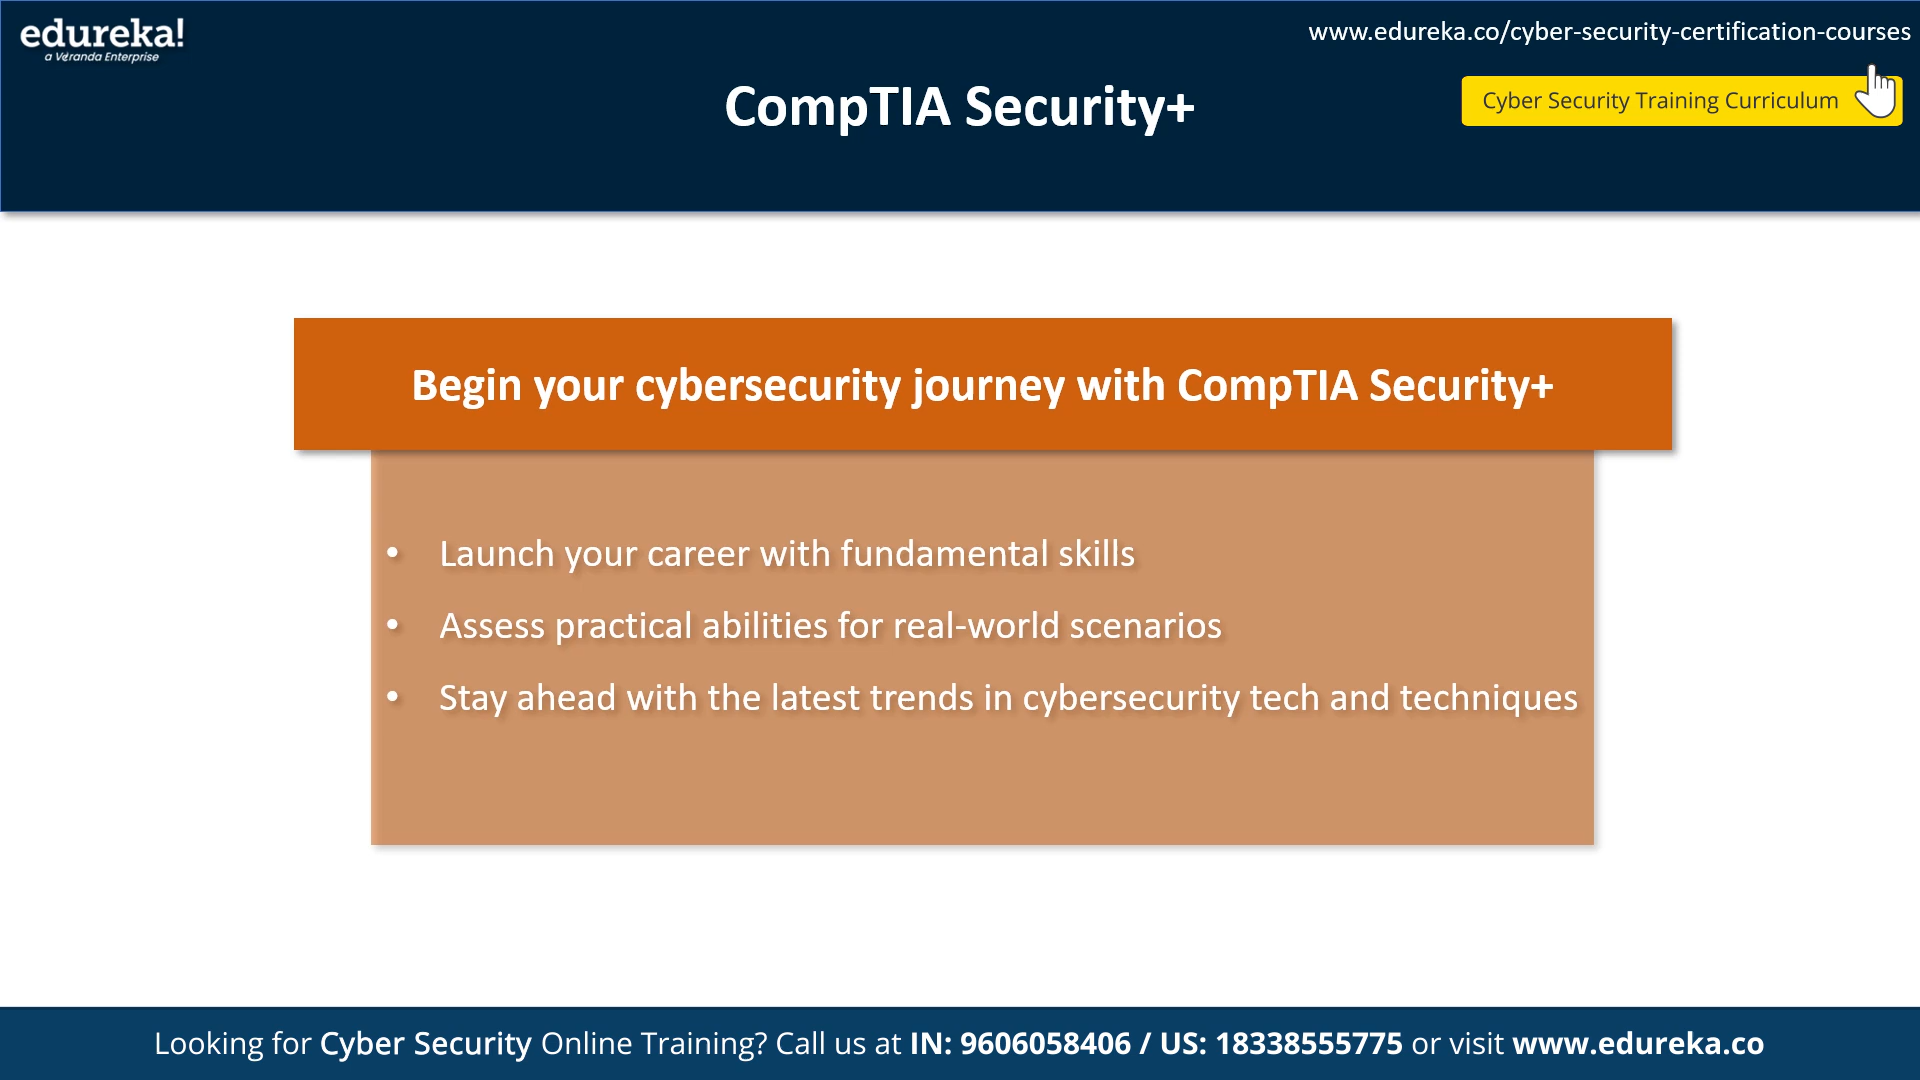 edureka!
a Veranda Enterprise
www.edureka.co/cyber-security-certification-courses
CompTIA Security+
Cyber Security Training Curriculum
Begin your cybersecurity journey with CompTIA Security+
• Launch your career with fundamental skills
• Assess practical abilities for real-world scenarios
• Stay ahead with the latest trends in cybersecurity tech and techniques
Looking for Cyber Security Online Training? Call us at IN: 9606058406 / US: 18338555775 or visit www.edureka.co